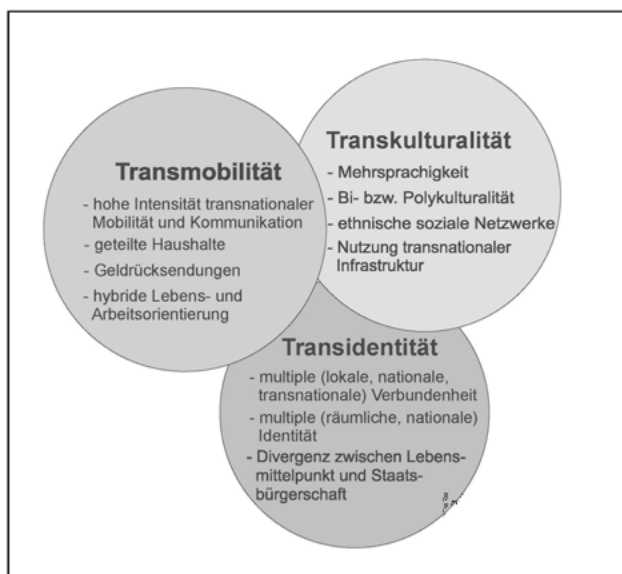 Transmobilität
- hohe Intensität transnationaler
Mobilität und Kommunikation
- geteilte Haushalte
- Geldrücksendungen
- hybride Lebens- und
Arbeitsorientierung
Transkulturalität
- Mehrsprachigkeit
- Bi- bzw. Polykulturalität
- ethnische soziale Netzwerke
- Nutzung transnationaler
Infrastruktur
Transidentität
- multiple (lokale, nationale,
transnationale) Verbundenheit
- multiple (räumliche, nationale)
Identität
- Divergenz zwischen Lebens-
mittelpunkt und Staats-
bürgerschaft